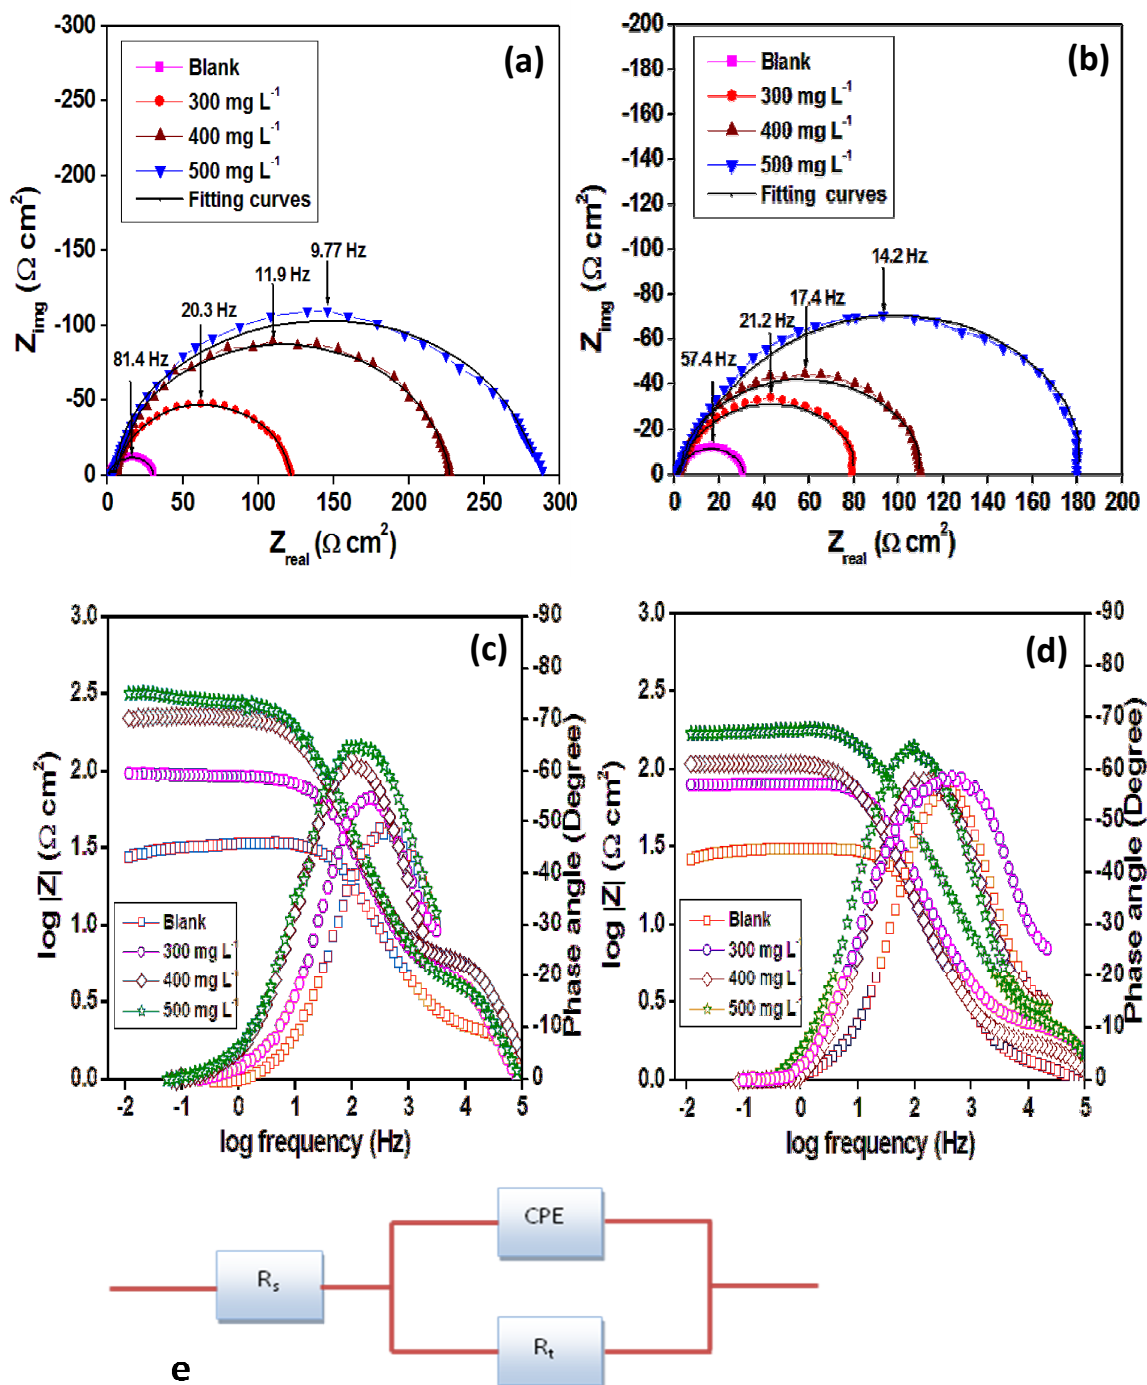 (a)
-300
-250
-200
-150
-100
-50
0
Z_img (Ω cm²)
Blank
300 mg L⁻¹
400 mg L⁻¹
500 mg L⁻¹
Fitting curves
81.4 Hz
20.3 Hz
11.9 Hz
9.77 Hz
0 50 100 150 200 250 300
Z_real (Ω cm²)
(b)
-200
-180
-160
-140
-120
-100
-80
-60
-40
-20
0
Z_img (Ω cm²)
Blank
300 mg L⁻¹
400 mg L⁻¹
500 mg L⁻¹
Fitting curves
57.4 Hz
21.2 Hz
17.4 Hz
14.2 Hz
0 20 40 60 80 100 120 140 160 180 200
Z_real (Ω cm²)
(c)
3.0
2.5
2.0
1.5
1.0
0.5
0.0
log |Z| (Ω cm²)
-90
-80
-70
-60
-50
-40
-30
-20
-10
0
Phase angle (Degree)
Blank
300 mg L⁻¹
400 mg L⁻¹
500 mg L⁻¹
-2 -1 0 1 2 3 4 5
log frequency (Hz)
(d)
3.0
2.5
2.0
1.5
1.0
0.5
0.0
log |Z| (Ω cm²)
-90
-80
-70
-60
-50
-40
-30
-20
-10
0
Phase angle (Degree)
Blank
300 mg L⁻¹
400 mg L⁻¹
500 mg L⁻¹
-2 -1 0 1 2 3 4 5
log frequency (Hz)
CPE
R_s
R_t
e